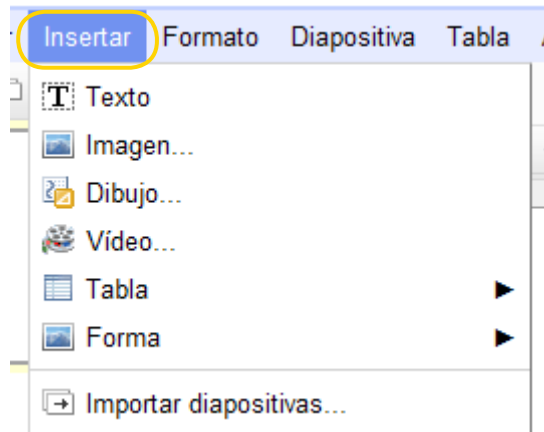 Insertar Formato Diapositiva Tabla
T Texto
Imagen...
Dibujo...
Vídeo...
Tabla
Forma
Importar diapositivas...